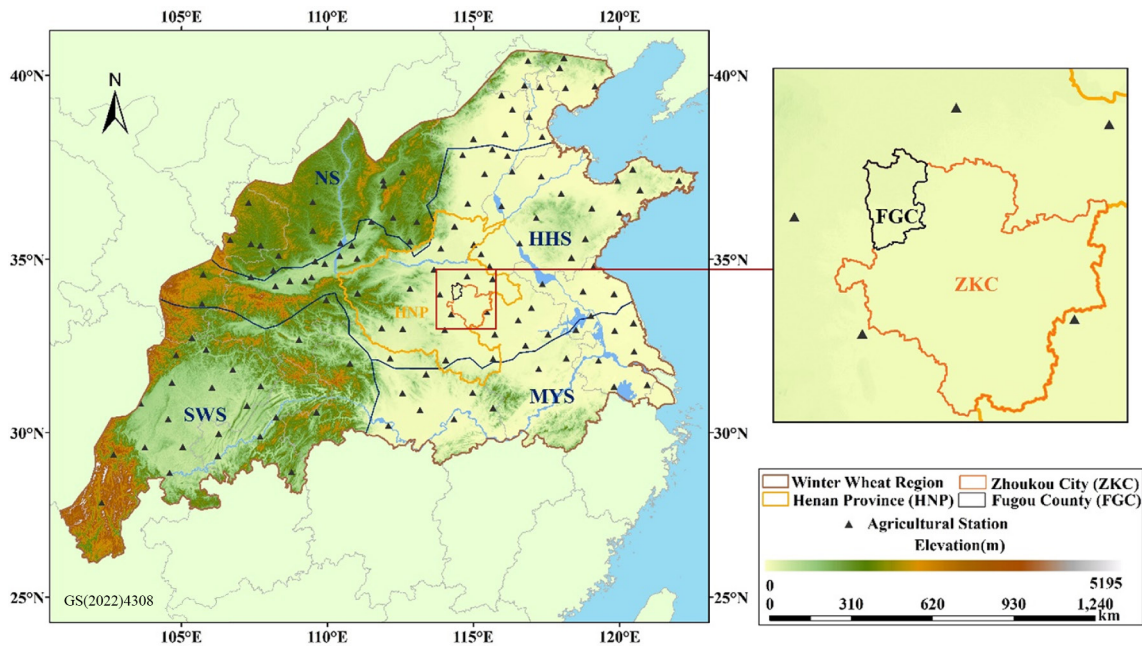 105°E 110°E 115°E 120°E
40°N 40°N
N
NS
HHS
FGC
35°N 35°N
ZKC
HNP
SWS
MYS
30°N 30°N
25°N 25°N
GS(2022)4308
105°E 110°E 115°E 120°E
Winter Wheat Region Zhoukou City (ZKC)
Henan Province (HNP) Fugou County (FGC)
Agricultural Station
Elevation(m)
0 5195
0 310 620 930 1,240
km